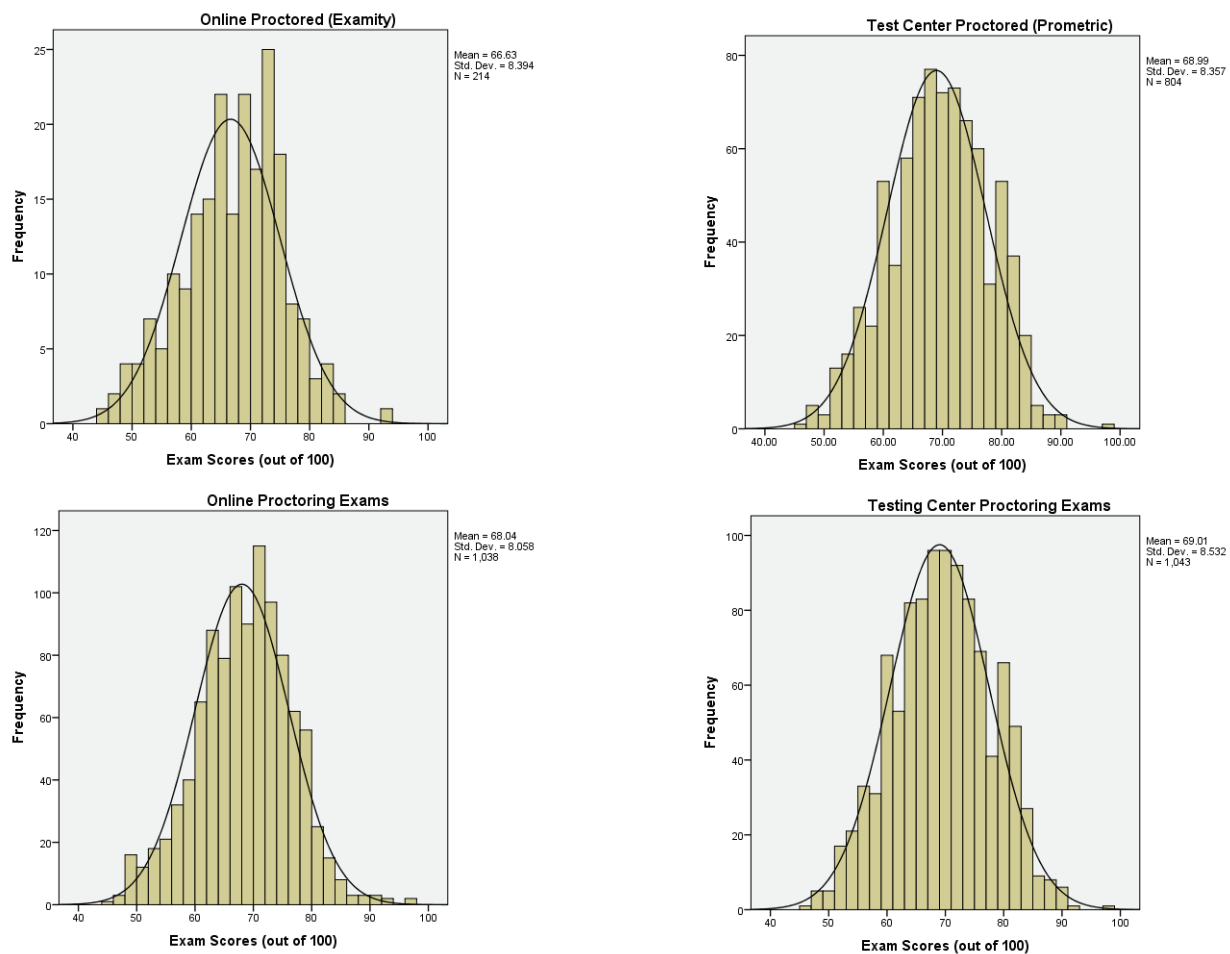 Online Proctored (Examity)
Mean = 66.63
Std. Dev. = 8.394
N = 214
Frequency
25
20
15
10
5
0
40 50 60 70 80 90 100
Exam Scores (out of 100)
Test Center Proctored (Prometric)
Mean = 68.99
Std. Dev. = 8.357
N = 804
Frequency
80
60
40
20
0
40.00 50.00 60.00 70.00 80.00 90.00 100.00
Exam Scores (out of 100)
Online Proctoring Exams
Mean = 68.04
Std. Dev. = 8.058
N = 1,038
Frequency
120
100
80
60
40
20
0
40 50 60 70 80 90 100
Exam Scores (out of 100)
Testing Center Proctoring Exams
Mean = 69.01
Std. Dev. = 8.532
N = 1,043
Frequency
100
80
60
40
20
0
40 50 60 70 80 90 100
Exam Scores (out of 100)